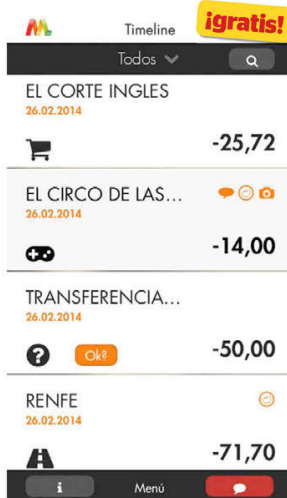 Timeline
¡gratis!
Todos
EL CORTE INGLES
26.02.2014
-25,72
EL CIRCO DE LAS...
26.02.2014
-14,00
TRANSFERENCIA...
26.02.2014
Ok?
-50,00
RENFE
26.02.2014
-71,70
i
Menú